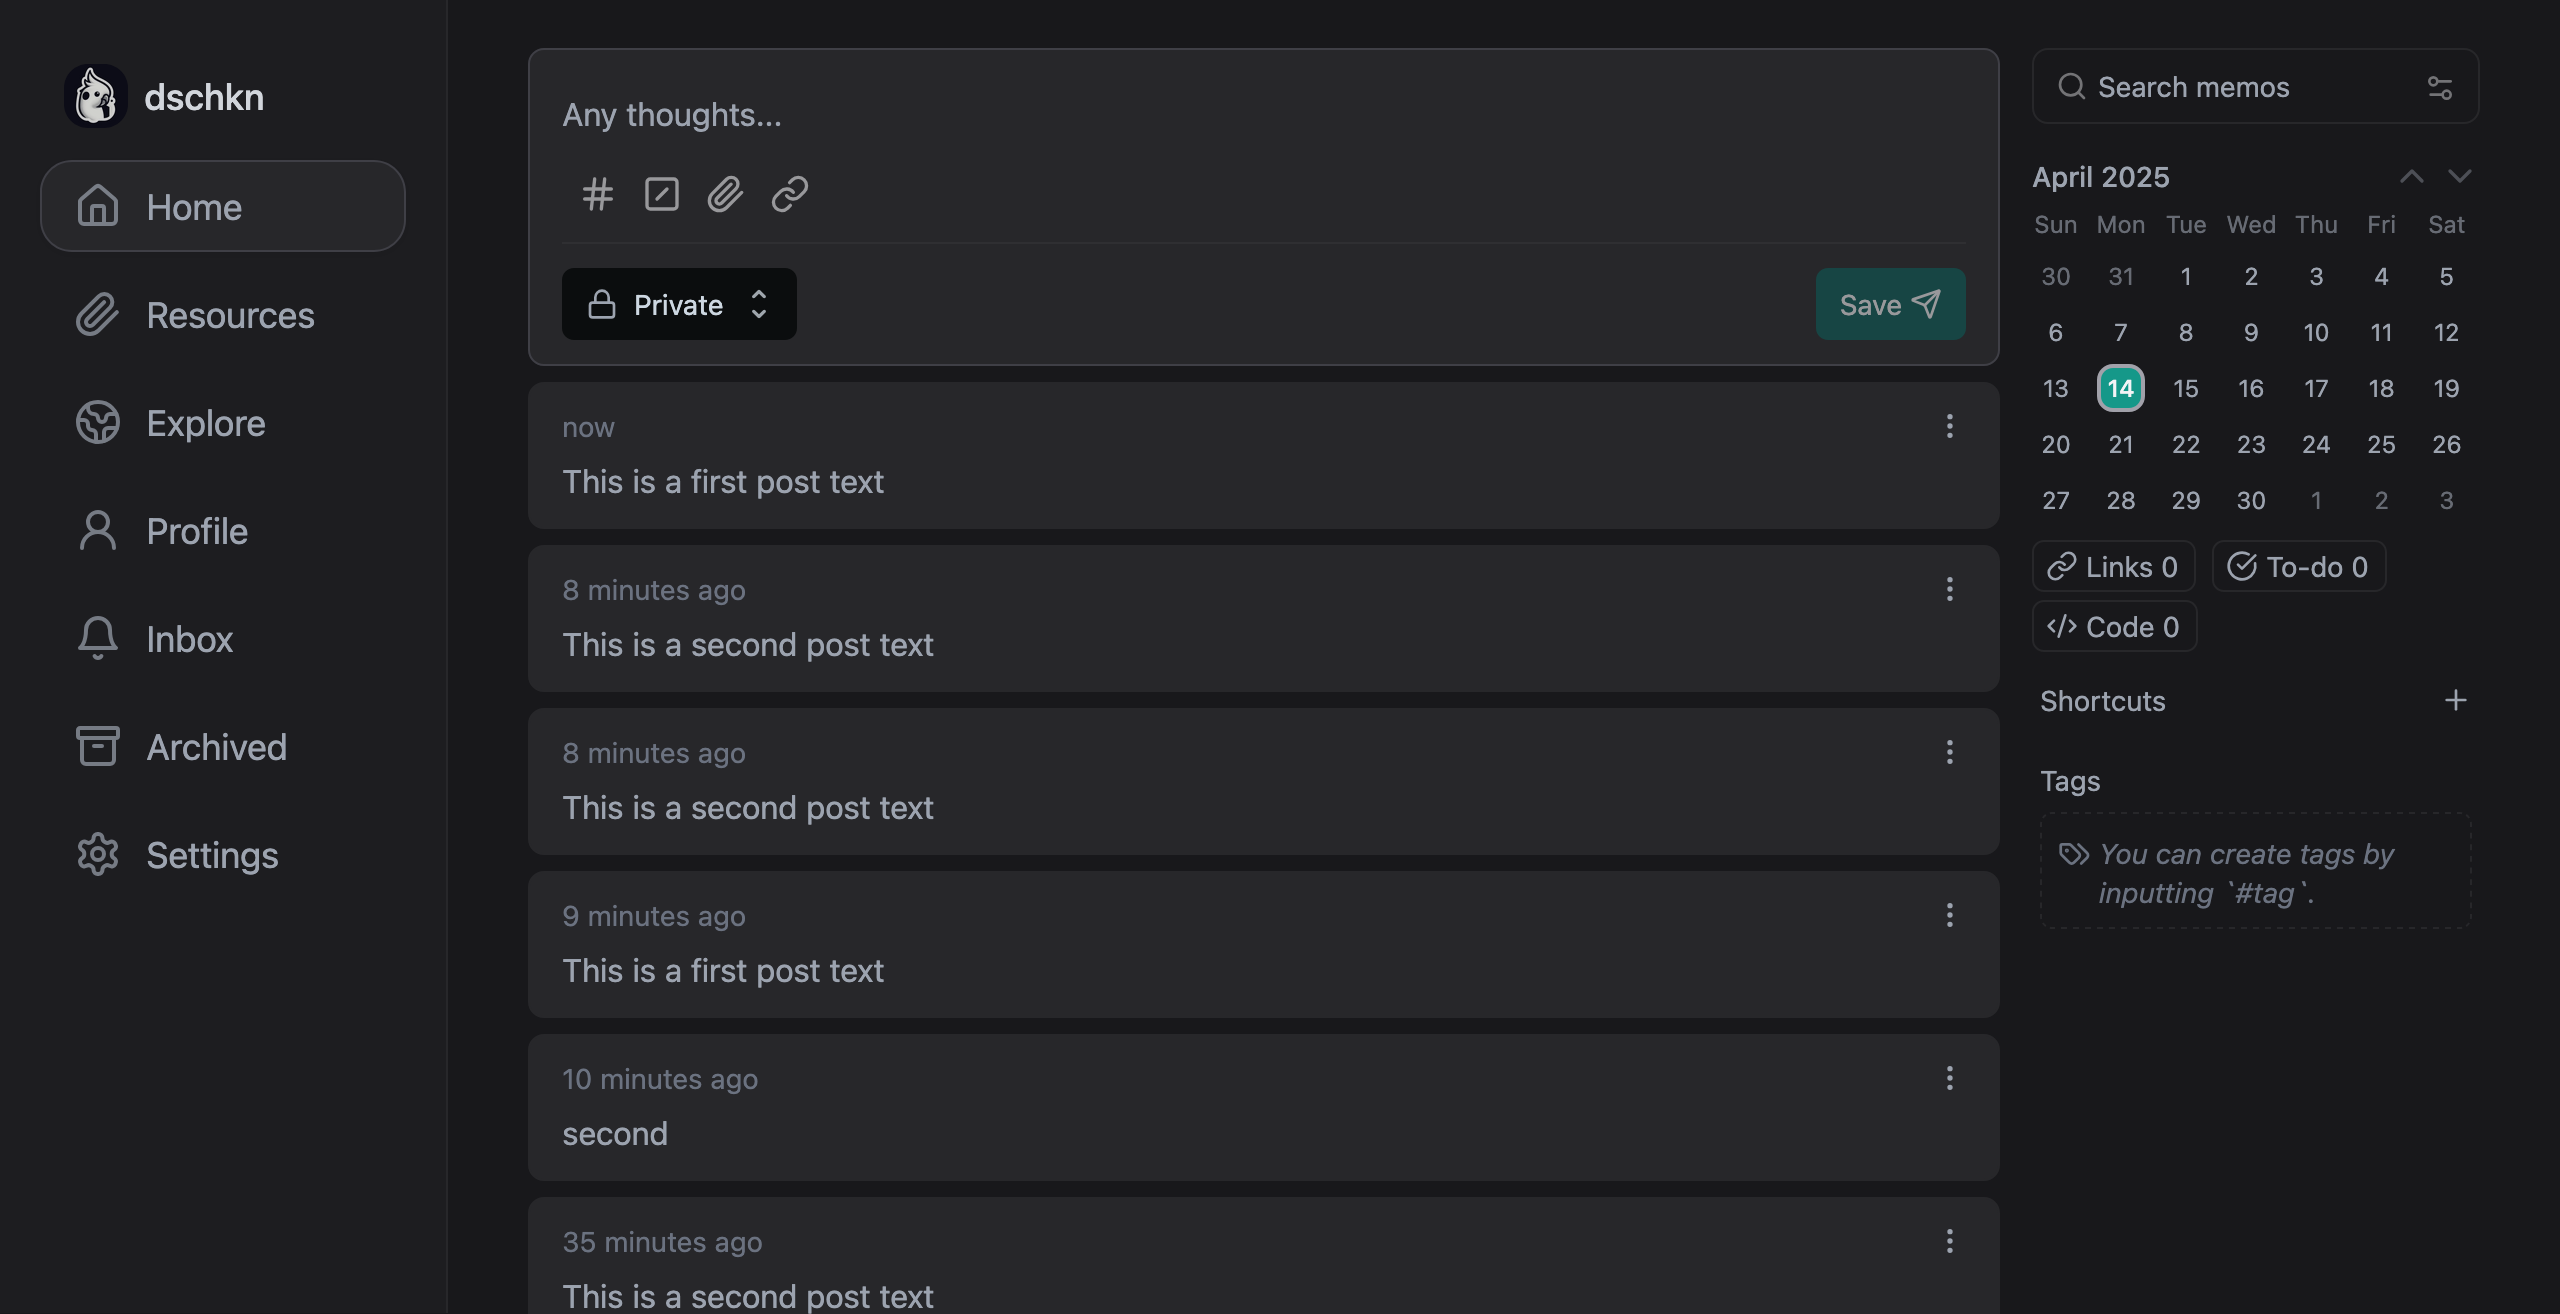 dschkn
Home
Resources
Explore
Profile
Inbox
Archived
Settings
Any thoughts...
Private
Save
now
This is a first post text
8 minutes ago
This is a second post text
8 minutes ago
This is a second post text
9 minutes ago
This is a first post text
10 minutes ago
second
35 minutes ago
This is a second post text
Search memos
April 2025
Sun Mon Tue Wed Thu Fri Sat
30 31 1 2 3 4 5
6 7 8 9 10 11 12
13 14 15 16 17 18 19
20 21 22 23 24 25 26
27 28 29 30 1 2 3
Links 0 To-do 0
Code 0
Shortcuts
Tags
You can create tags by
inputting `#tag`.